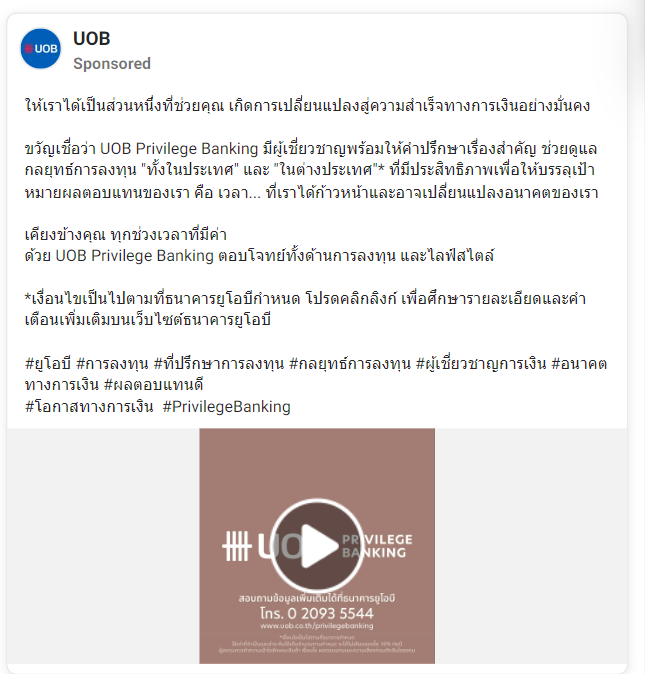 UOB
UOB
Sponsored
ให้เราได้เป็นส่วนหนึ่งที่ช่วยคุณ เกิดการเปลี่ยนแปลงสู่ความสำเร็จทางการเงินอย่างมั่นคง
ขวัญเชื่อว่า UOB Privilege Banking มีผู้เชี่ยวชาญพร้อมให้คำปรึกษาเรื่องสำคัญ ช่วยดูแล
กลยุทธ์การลงทุน "ทั้งในประเทศ" และ "ในต่างประเทศ"* ที่มีประสิทธิภาพเพื่อให้บรรลุเป้า
หมายผลตอบแทนของเรา คือ เวลา... ที่เราได้ก้าวหน้าและอาจเปลี่ยนแปลงอนาคตของเรา
เคียงข้างคุณ ทุกช่วงเวลาที่มีค่า
ด้วย UOB Privilege Banking ตอบโจทย์ทั้งด้านการลงทุน และไลฟ์สไตล์
*เงื่อนไขเป็นไปตามที่ธนาคารยูโอบีกำหนด โปรดคลิกลิงก์ เพื่อศึกษารายละเอียดและคำ
เตือนเพิ่มเติมบนเว็บไซต์ธนาคารยูโอบี
#ยูโอบี #การลงทุน #ที่ปรึกษาการลงทุน #กลยุทธ์การลงทุน #ผู้เชี่ยวชาญการเงิน #อนาคต
ทางการเงิน #ผลตอบแทนดี
#โอกาสทางการเงิน #PrivilegeBanking
UOB PRIVILEGE
BANKING
สอบถามข้อมูลเพิ่มเติมได้ที่ธนาคารยูโอบี
โทร. 0 2093 5544
www.uob.co.th/privilegebanking
*เงื่อนไขเป็นไปตามที่ธนาคารกำหนด